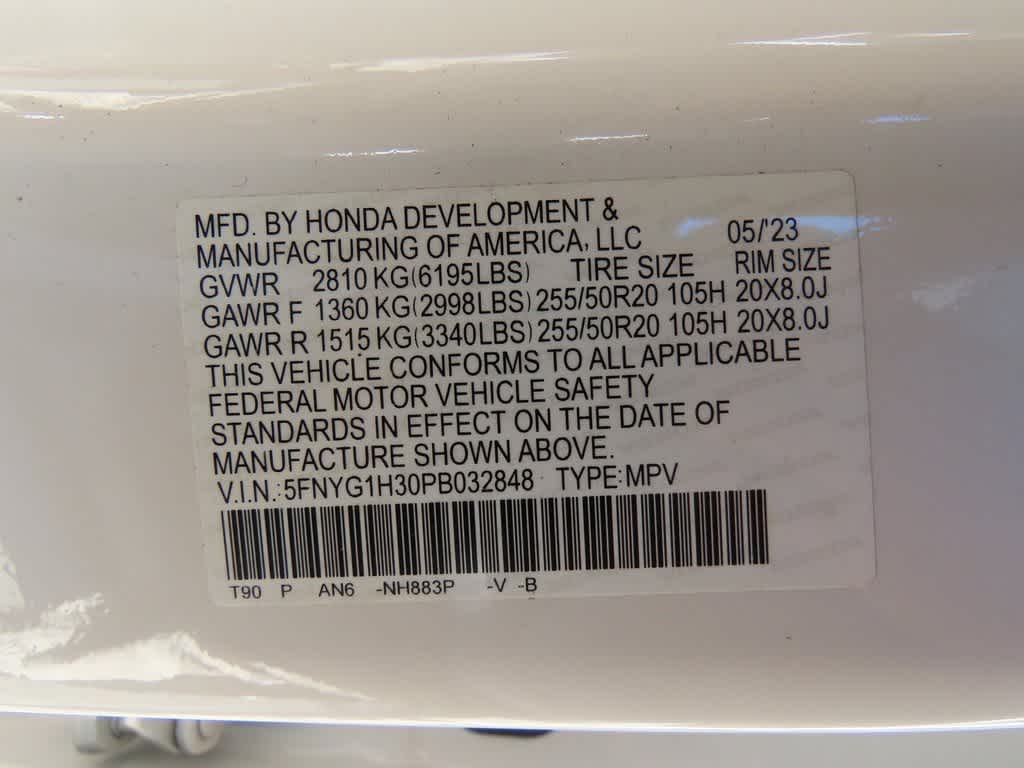 MFD. BY HONDA DEVELOPMENT &
MANUFACTURING OF AMERICA, LLC 05/'23
GVWR 2810 KG(6195LBS) TIRE SIZE RIM SIZE
GAWR F 1360 KG(2998LBS) 255/50R20 105H 20X8.0J
GAWR R 1515 KG(3340LBS) 255/50R20 105H 20X8.0J
THIS VEHICLE CONFORMS TO ALL APPLICABLE
FEDERAL MOTOR VEHICLE SAFETY
STANDARDS IN EFFECT ON THE DATE OF
MANUFACTURE SHOWN ABOVE.
V.I.N.:5FNYG1H30PB032848 TYPE:MPV
T90 P AN6 -NH883P -V -B